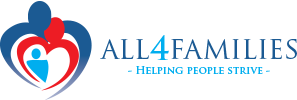 ALL4FAMILIES
- HELPING PEOPLE STRIVE -